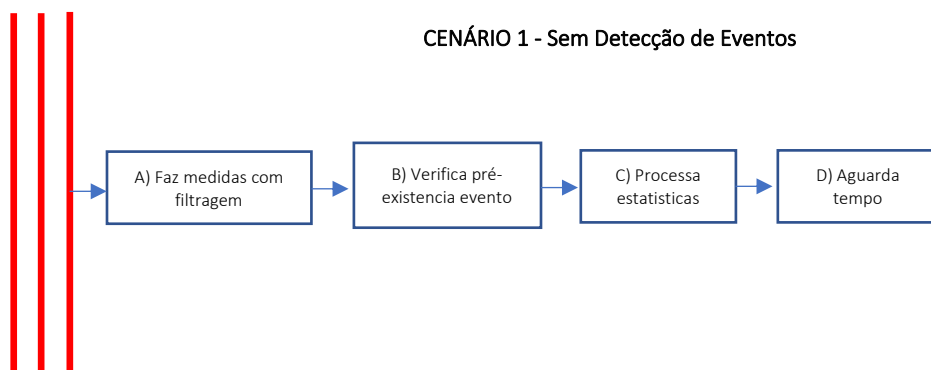 CENÁRIO 1 - Sem Detecção de Eventos
A) Faz medidas com
filtragem
B) Verifica pré-
existencia evento
C) Processa
estatisticas
D) Aguarda
tempo